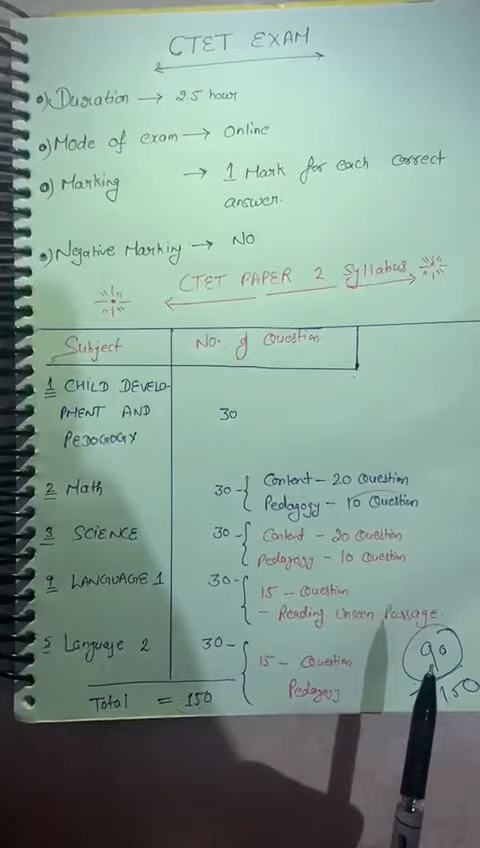 CTET EXAM
Duration → 2.5 hour
Mode of exam → Online
Marking → 1 Mark for each correct
answer.
Negative Marking → NO
CTET PAPER 2 Syllabus
Subject No. of Question
1 CHILD DEVELO-
PMENT AND
PEDOGOGY 30
2 Math 30 - { Content - 20 Question
Pedagogy - 10 Question
3 SCIENCE 30 - { Content - 20 Question
Pedagogy - 10 Question
4 LANGUAGE 1 30 - { 15 - Question
- Reading Unseen Passage.
5 Language 2 30 - { 15 - Question
Pedagogy
Total = 150
90
150